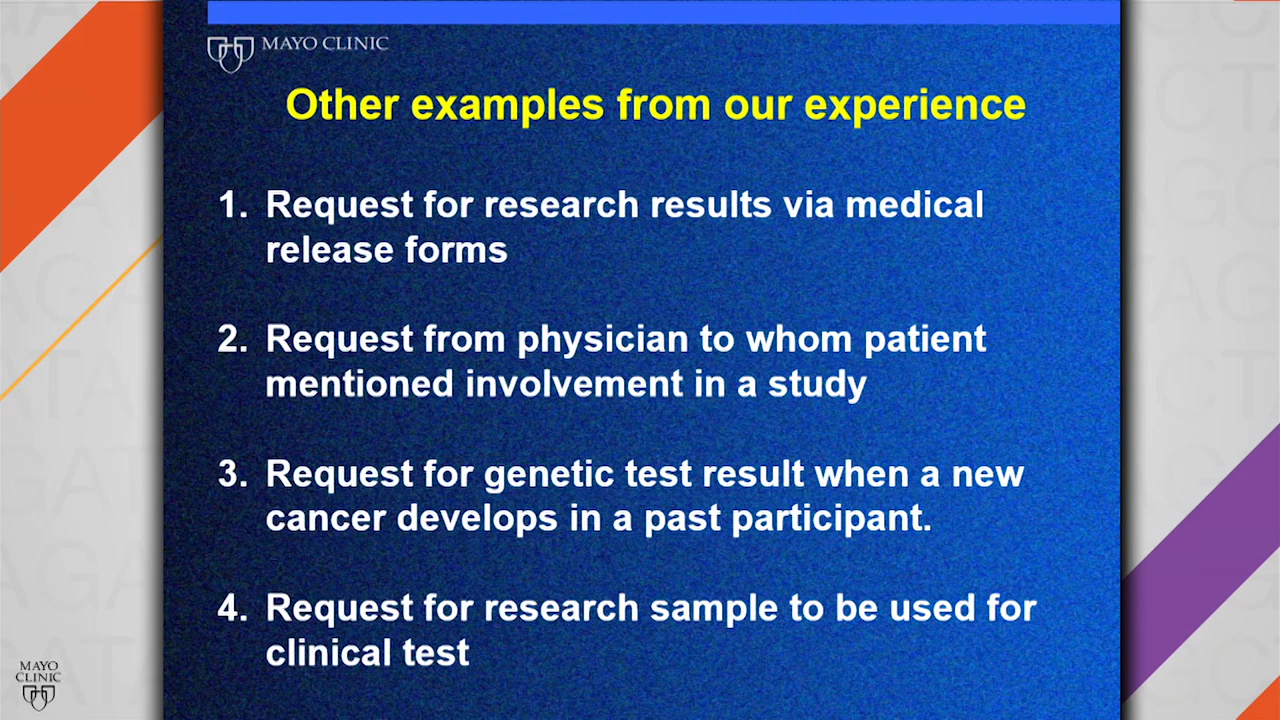 MAYO CLINIC
Other examples from our experience
1. Request for research results via medical
release forms
2. Request from physician to whom patient
mentioned involvement in a study
3. Request for genetic test result when a new
cancer develops in a past participant.
4. Request for research sample to be used for
clinical test
MAYO
CLINIC